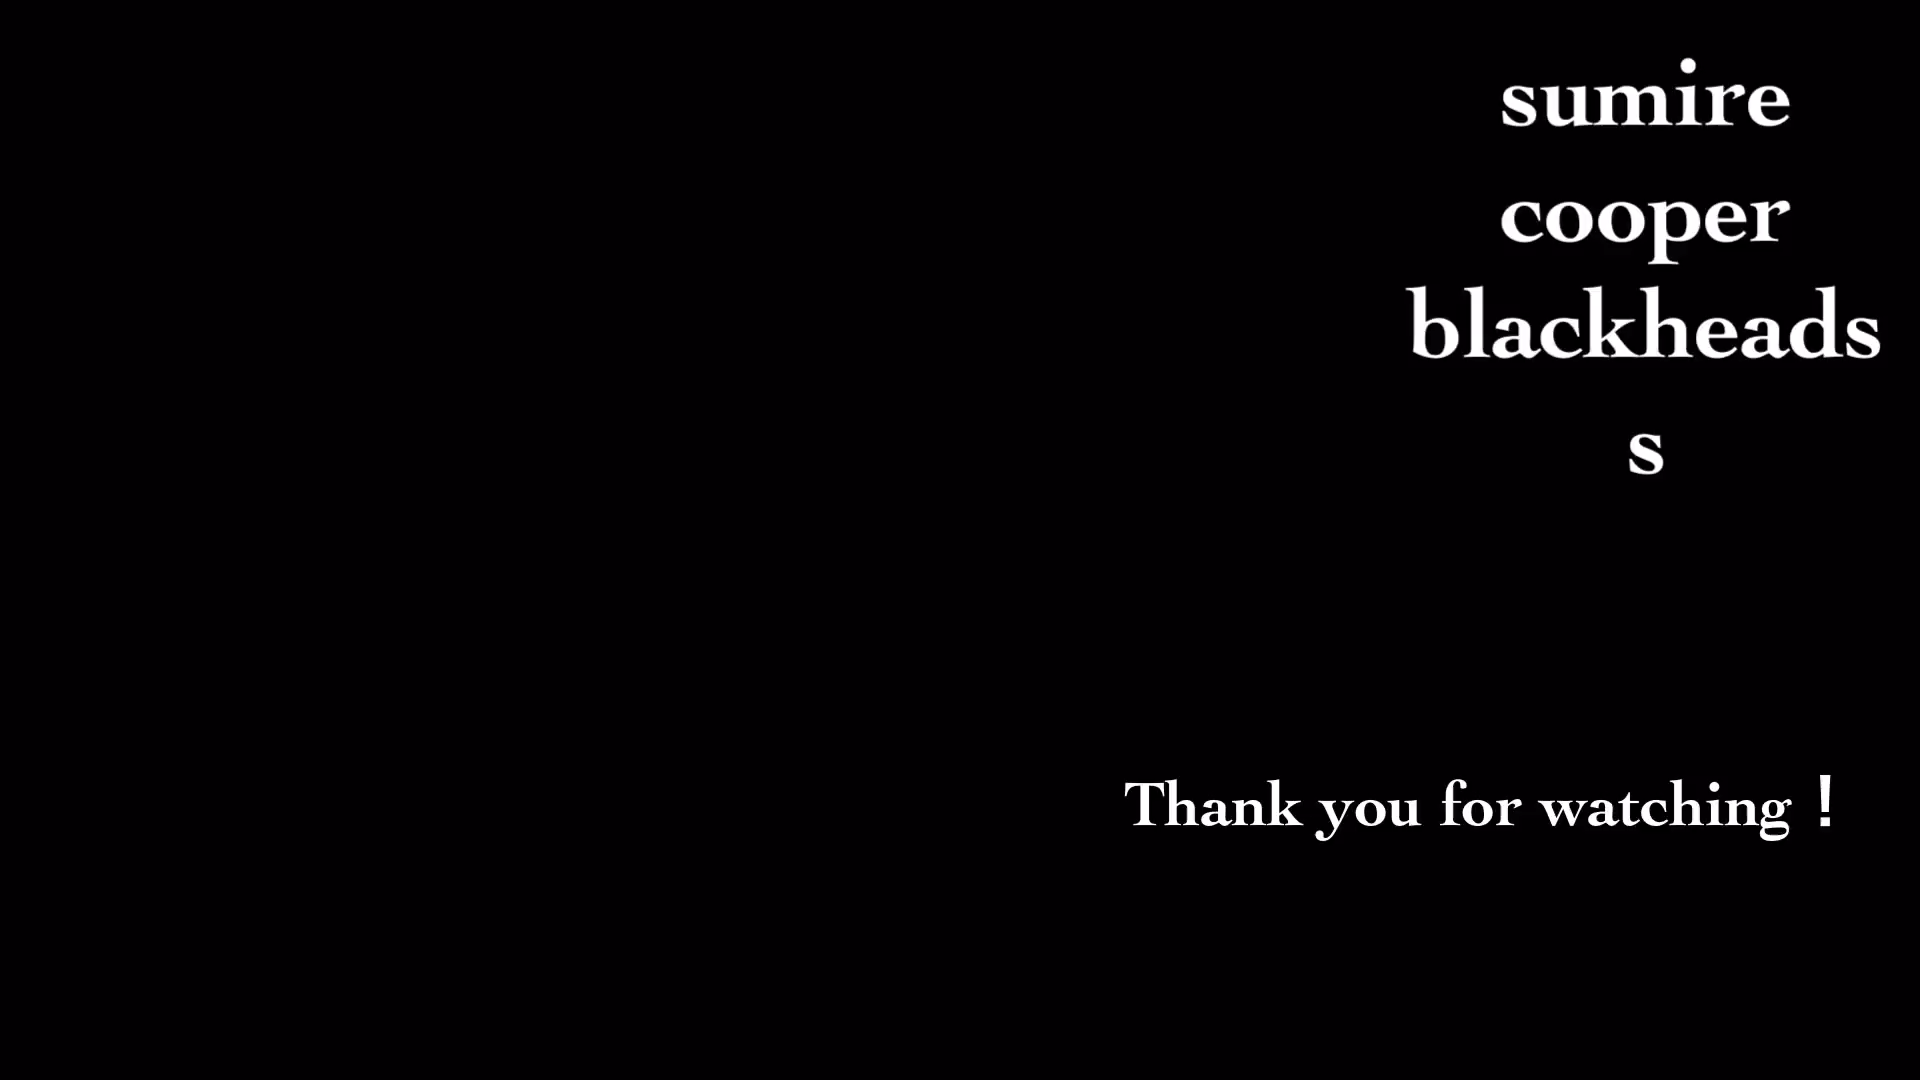 sumire
cooper
blackheads
s
Thank you for watching！